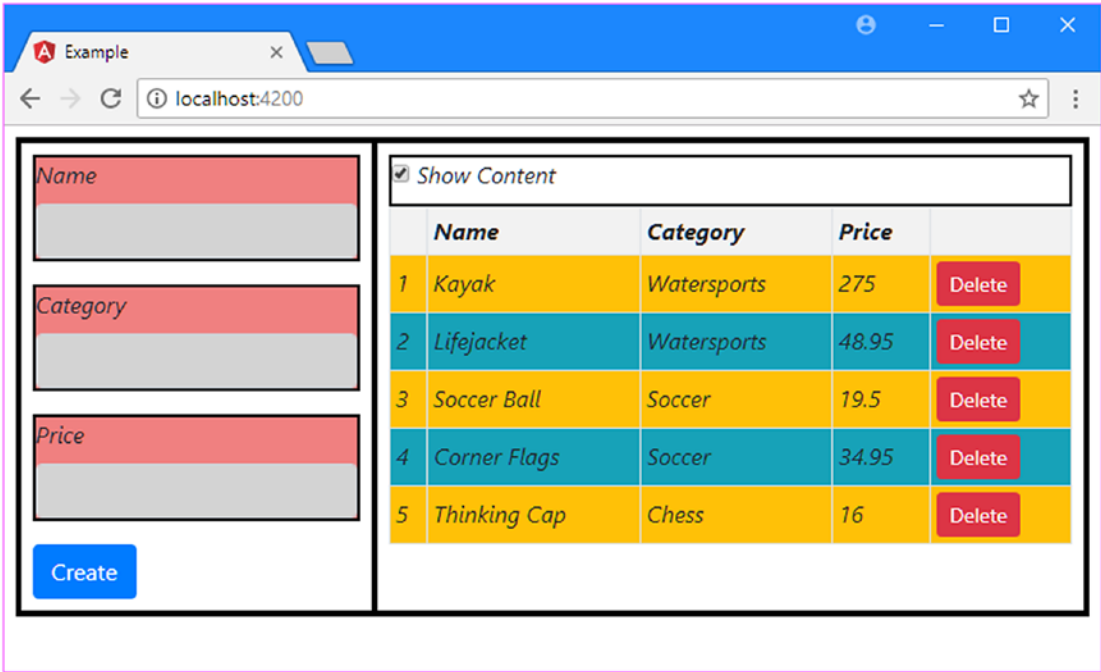 Example
localhost:4200
Name
Category
Price
Create
Show Content
Name Category Price
1 Kayak Watersports 275 Delete
2 Lifejacket Watersports 48.95 Delete
3 Soccer Ball Soccer 19.5 Delete
4 Corner Flags Soccer 34.95 Delete
5 Thinking Cap Chess 16 Delete